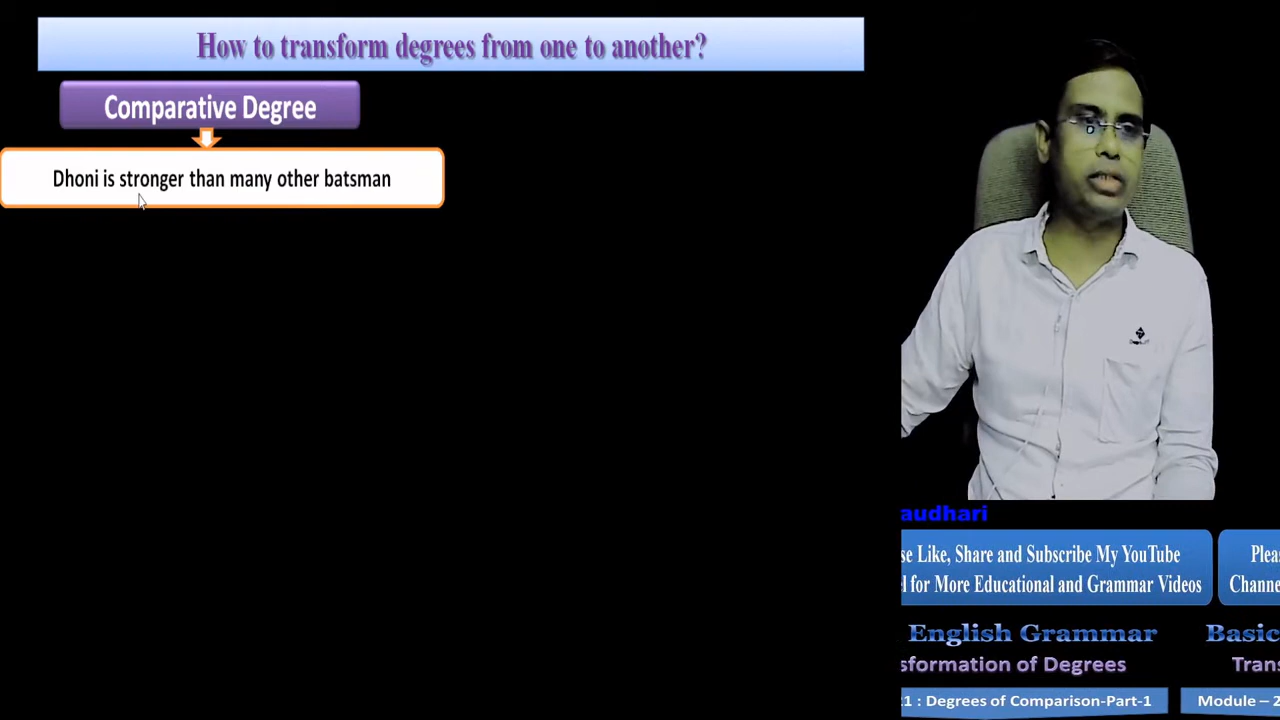 How to transform degrees from one to another?
Comparative Degree
Dhoni is stronger than many other batsman
audhari
se Like, Share and Subscribe My YouTube
l for More Educational and Grammar Videos
Plea
Channe
English Grammar
Basic
sformation of Degrees
Trans
21 : Degrees of Comparison-Part-1
Module – 2